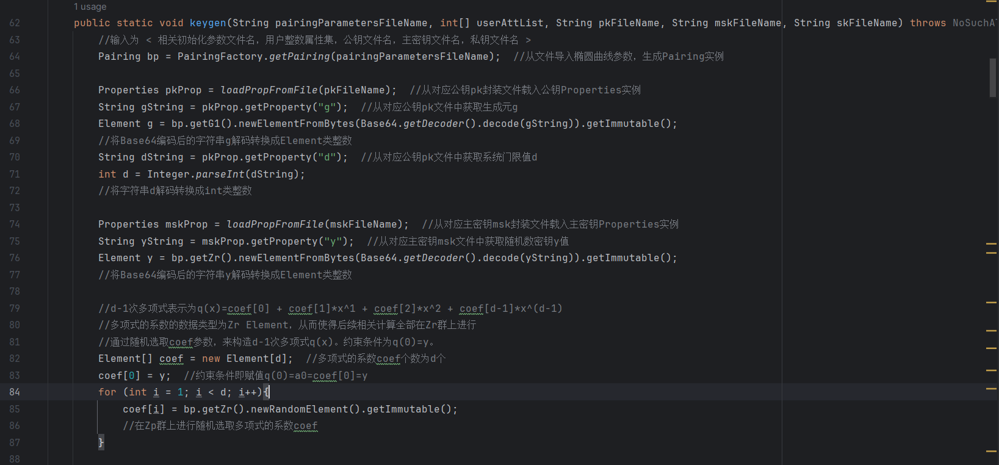 1 usage
62 public static void keygen(String pairingParametersFileName, int[] userAttList, String pkFileName, String mskFileName, String skFileName) throws NoSuchAl
63 //输入为 < 相关初始化参数文件名，用户整数属性集，公钥文件名，主密钥文件名，私钥文件名 >
64 Pairing bp = PairingFactory.getPairing(pairingParametersFileName);  //从文件导入椭圆曲线参数，生成Pairing实例
65
66 Properties pkProp = loadPropFromFile(pkFileName);  //从对应公钥pk封装文件载入公钥Properties实例
67 String gString = pkProp.getProperty("g");  //从对应公钥pk文件中获取生成元g
68 Element g = bp.getG1().newElementFromBytes(Base64.getDecoder().decode(gString)).getImmutable();
69 //将Base64编码后的字符串g解码转换成Element类整数
70 String dString = pkProp.getProperty("d");  //从对应公钥pk文件中获取系统门限值d
71 int d = Integer.parseInt(dString);
72 //将字符串d解码转换成int类整数
73
74 Properties mskProp = loadPropFromFile(mskFileName);  //从对应主密钥msk封装文件载入主密钥Properties实例
75 String yString = mskProp.getProperty("y");  //从对应主密钥msk文件中获取随机数密钥y值
76 Element y = bp.getZr().newElementFromBytes(Base64.getDecoder().decode(yString)).getImmutable();
77 //将Base64编码后的字符串y解码转换成Element类整数
78
79 //d-1次多项式表示为q(x)=coef[0] + coef[1]*x^1 + coef[2]*x^2 + coef[d-1]*x^(d-1)
80 //多项式的系数的数据类型为Zr Element，从而使得后续相关计算全部在Zr群上进行
81 //通过随机选取coef参数，来构造d-1次多项式q(x)。约束条件为q(0)=y。
82 Element[] coef = new Element[d];  //多项式的系数coef个数为d个
83 coef[0] = y;  //约束条件即赋值q(0)=a0=coef[0]=y
84 for (int i = 1; i < d; i++){
85 coef[i] = bp.getZr().newRandomElement().getImmutable();
86 //在Zp群上进行随机选取多项式的系数coef
87 }
88